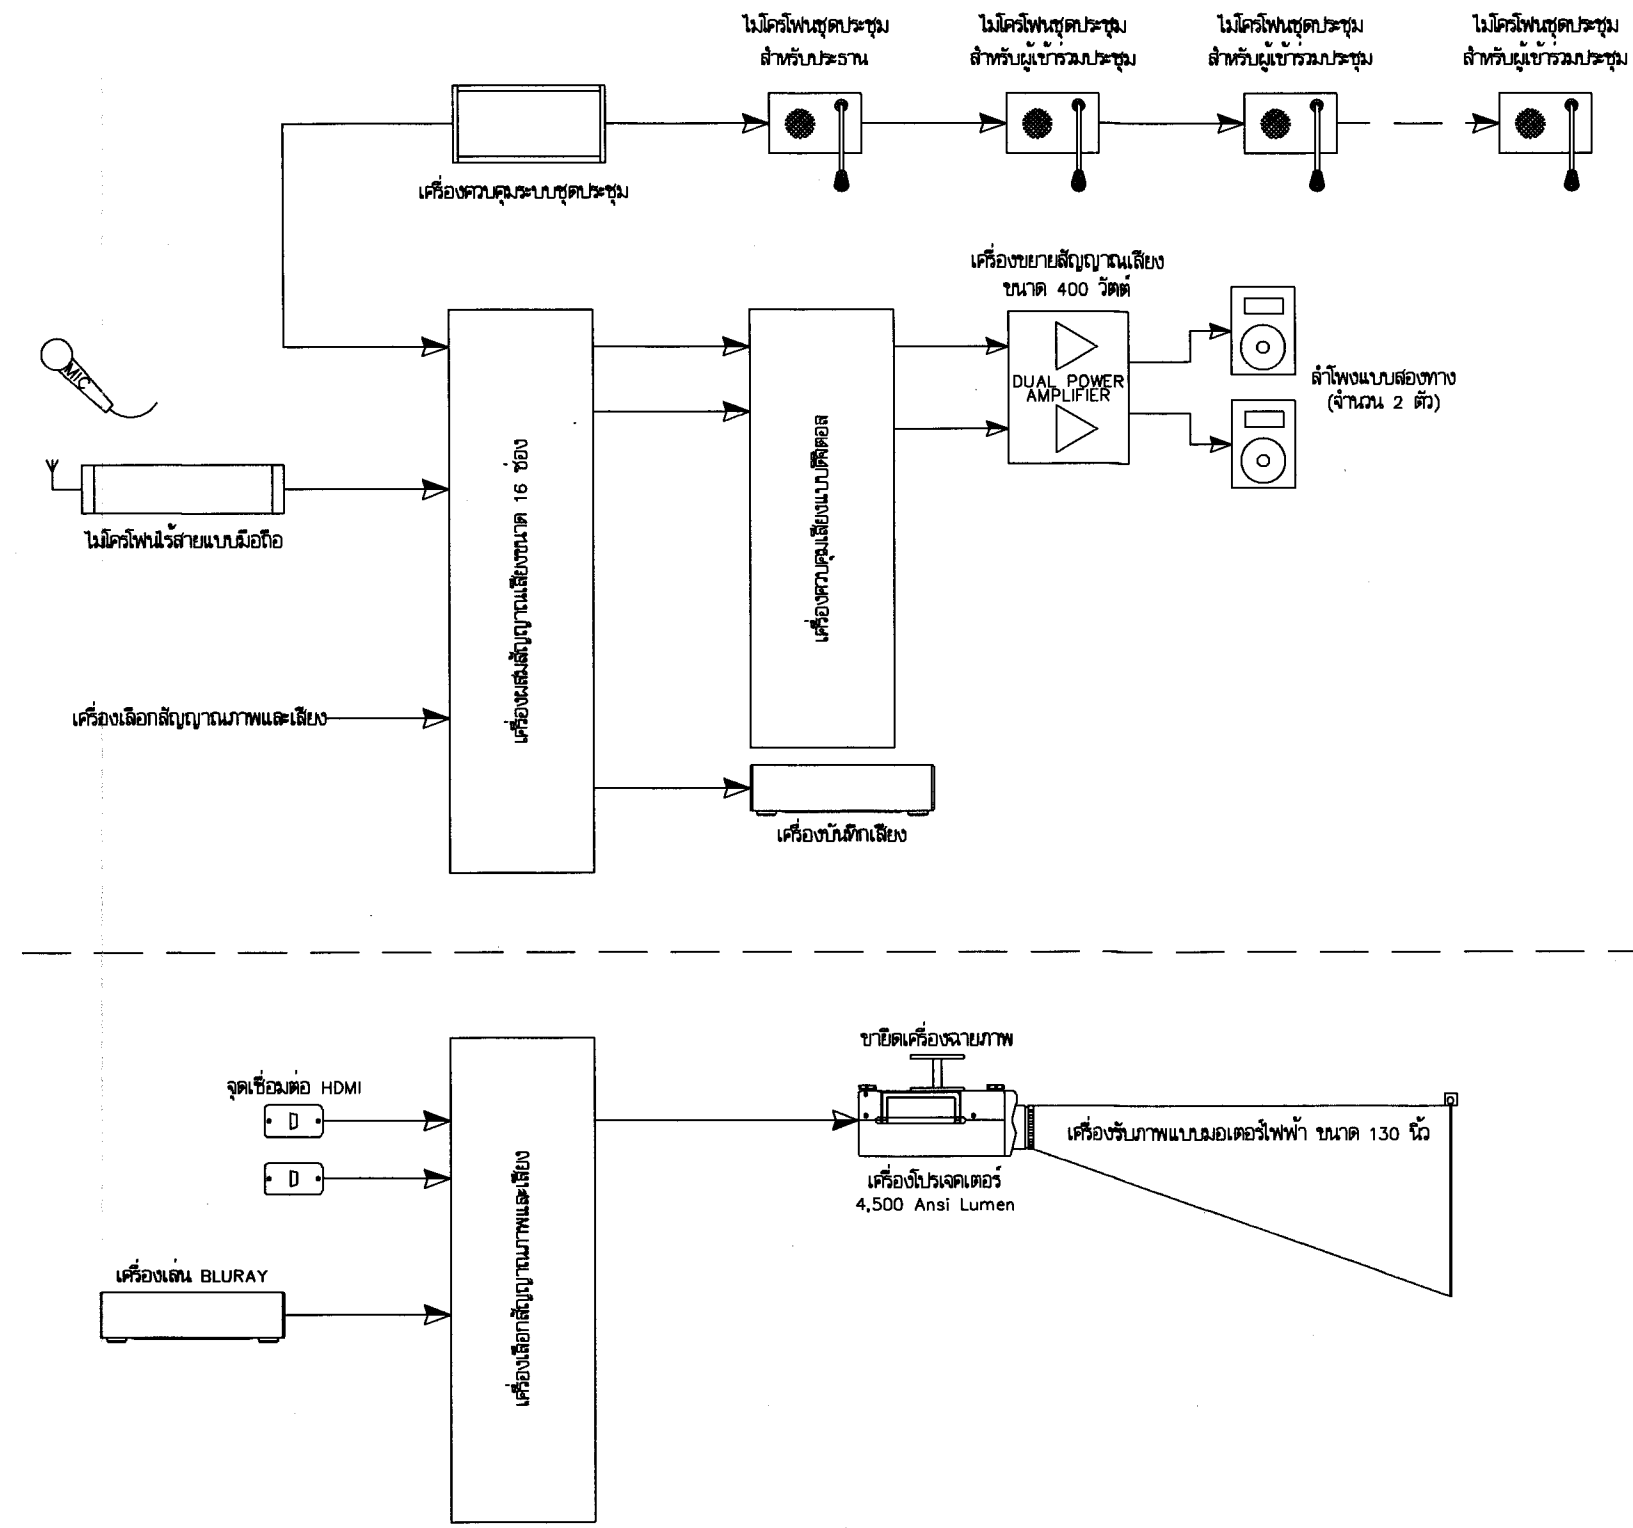 ไมโครโฟนชุดประชุม
สำหรับประธาน
ไมโครโฟนชุดประชุม
สำหรับผู้เข้าร่วมประชุม
ไมโครโฟนชุดประชุม
สำหรับผู้เข้าร่วมประชุม
ไมโครโฟนชุดประชุม
สำหรับผู้เข้าร่วมประชุม
เครื่องควบคุมระบบชุดประชุม
เครื่องขยายสัญญาณเสียง
ขนาด 400 วัตต์
MIC
DUAL POWER
AMPLIFIER
ลำโพงแบบสองทาง
(จำนวน 2 ตัว)
ไมโครโฟนไร้สายแบบมือถือ
เครื่องผสมสัญญาณเสียงขนาด 16 ช่อง
เครื่องควบคุมเสียงแบบดิจิตอล
เครื่องเลือกสัญญาณภาพและเสียง
เครื่องบันทึกเสียง
ขายึดเครื่องฉายภาพ
จุดเชื่อมต่อ HDMI
เครื่องรับภาพแบบมอเตอร์ไฟฟ้า ขนาด 130 นิ้ว
เครื่องโปรเจคเตอร์
4,500 Ansi Lumen
เครื่องเล่น BLURAY
เครื่องเลือกสัญญาณภาพและเสียง